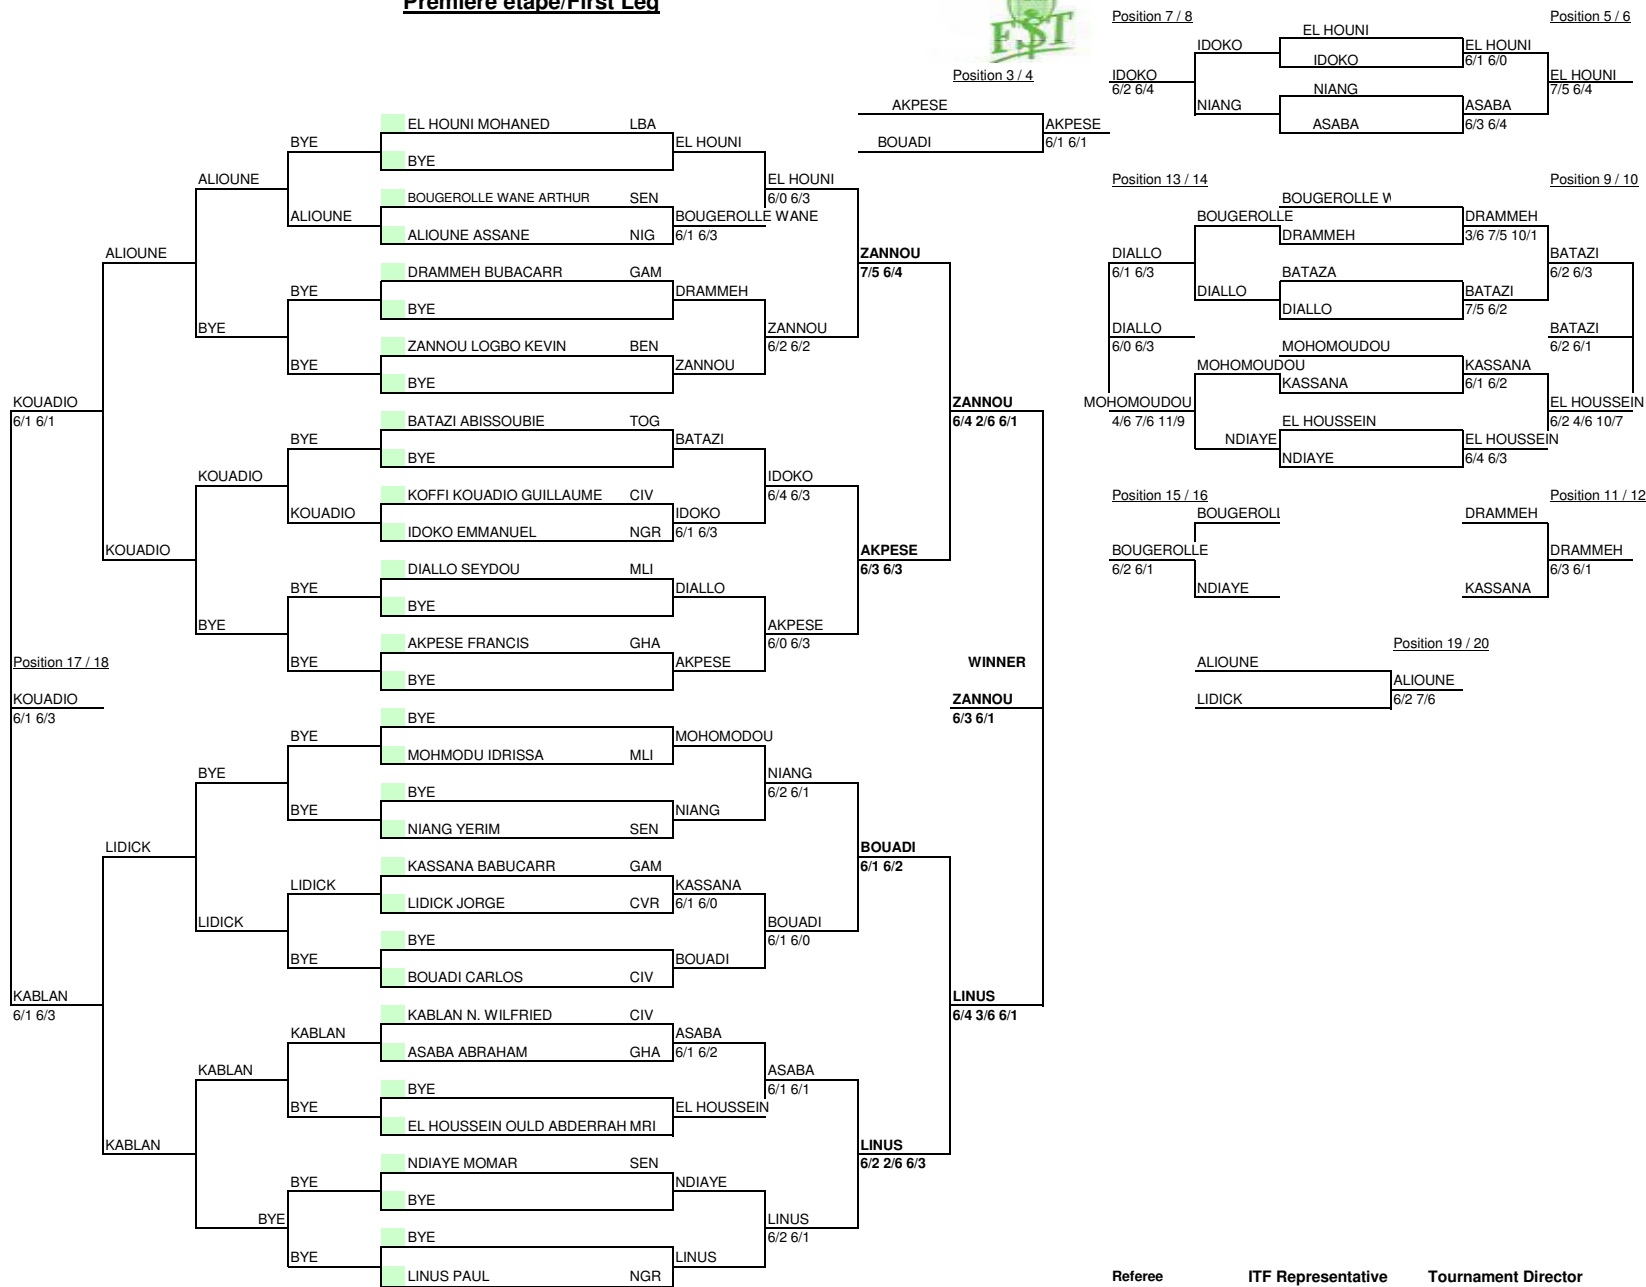 Première étape/First Leg
FST
Position 7 / 8
Position 5 / 6
EL HOUNI
IDOKO
EL HOUNI
IDOKO
6/1 6/0
Position 3 / 4
IDOKO
6/2 6/4
EL HOUNI
7/5 6/4
NIANG
NIANG
ASABA
ASABA
6/3 6/4
AKPESE
AKPESE
BOUADI
6/1 6/1
EL HOUNI MOHANED LBA
BYE
EL HOUNI
BYE
ALIOUNE
EL HOUNI
6/0 6/3
BOUGEROLLE WANE ARTHUR SEN
ALIOUNE
BOUGEROLLE WANE
ALIOUNE ASSANE NIG
6/1 6/3
ALIOUNE
ZANNOU
7/5 6/4
DRAMMEH BUBACARR GAM
BYE
DRAMMEH
BYE
BYE
ZANNOU
6/2 6/2
ZANNOU LOGBO KEVIN BEN
BYE
ZANNOU
BYE
KOUADIO
6/1 6/1
ZANNOU
6/4 2/6 6/1
BATAZI ABISSOUBIE TOG
BYE
BATAZI
BYE
KOUADIO
IDOKO
6/4 6/3
KOFFI KOUADIO GUILLAUME CIV
KOUADIO
IDOKO
IDOKO EMMANUEL NGR
6/1 6/3
KOUADIO
AKPESE
6/3 6/3
DIALLO SEYDOU MLI
BYE
DIALLO
BYE
BYE
AKPESE
6/0 6/3
AKPESE FRANCIS GHA
BYE
AKPESE
BYE
Position 17 / 18
KOUADIO
6/1 6/3
WINNER
ZANNOU
6/3 6/1
BYE
BYE
MOHOMODOU
MOHMODU IDRISSA MLI
BYE
NIANG
6/2 6/1
BYE
BYE
NIANG
NIANG YERIM SEN
LIDICK
BOUADI
6/1 6/2
KASSANA BABUCARR GAM
LIDICK
KASSANA
LIDICK JORGE CVR
6/1 6/0
LIDICK
BOUADI
6/1 6/0
BYE
BYE
BOUADI
BOUADI CARLOS CIV
KABLAN
6/1 6/3
LINUS
6/4 3/6 6/1
KABLAN N. WILFRIED CIV
KABLAN
ASABA
ASABA ABRAHAM GHA
6/1 6/2
KABLAN
ASABA
6/1 6/1
BYE
BYE
EL HOUSSEIN
EL HOUSSEIN OULD ABDERRAH MRI
KABLAN
LINUS
6/2 2/6 6/3
NDIAYE MOMAR SEN
BYE
NDIAYE
BYE
BYE
LINUS
6/2 6/1
BYE
BYE
LINUS
LINUS PAUL NGR
Position 13 / 14
Position 9 / 10
BOUGEROLLE W
BOUGEROLLE
DRAMMEH
DRAMMEH
3/6 7/5 10/1
DIALLO
6/1 6/3
BATAZI
6/2 6/3
BATAZA
DIALLO
BATAZI
DIALLO
7/5 6/2
DIALLO
6/0 6/3
BATAZI
6/2 6/1
MOHOMOUDOU
MOHOMOUDOU
KASSANA
KASSANA
6/1 6/2
MOHOMOUDOU
4/6 7/6 11/9
EL HOUSSEIN
6/2 4/6 10/7
EL HOUSSEIN
NDIAYE
EL HOUSSEIN
NDIAYE
6/4 6/3
Position 15 / 16
Position 11 / 12
BOUGEROLL
DRAMMEH
BOUGEROLLE
6/2 6/1
DRAMMEH
6/3 6/1
NDIAYE
KASSANA
Position 19 / 20
ALIOUNE
ALIOUNE
LIDICK
6/2 7/6
Referee ITF Representative Tournament Director